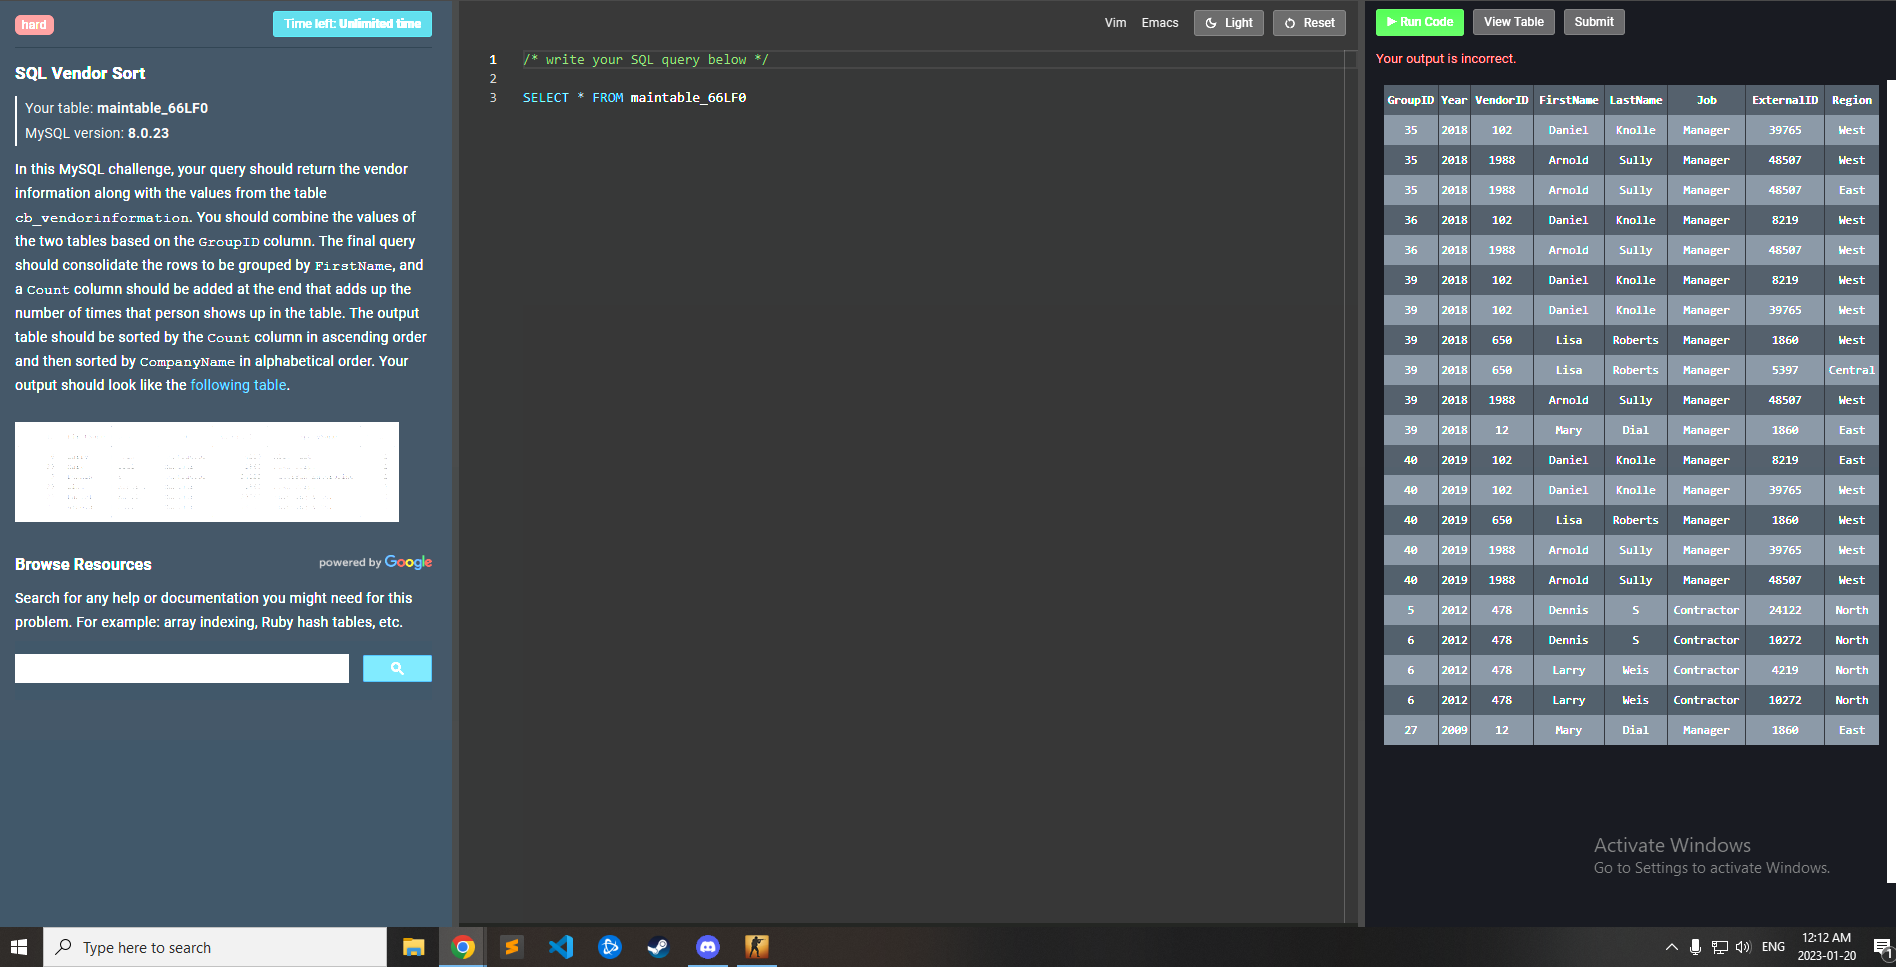 hard
Time left: Unlimited time
SQL Vendor Sort
Your table: maintable_66LF0
MySQL version: 8.0.23
In this MySQL challenge, your query should return the vendor
information along with the values from the table
cb_vendorinformation. You should combine the values of
the two tables based on the GroupID column. The final query
should consolidate the rows to be grouped by FirstName, and
a Count column should be added at the end that adds up the
number of times that person shows up in the table. The output
table should be sorted by the Count column in ascending order
and then sorted by CompanyName in alphabetical order. Your
output should look like the following table.
Browse Resources
powered by Google
Search for any help or documentation you might need for this
problem. For example: array indexing, Ruby hash tables, etc.
Vim Emacs Light Reset
1 /* write your SQL query below */
2
3 SELECT * FROM maintable_66LF0
Run Code View Table Submit
Your output is incorrect.
GroupID Year VendorID FirstName LastName Job ExternalID Region
35 2018 102 Daniel Knolle Manager 39765 West
35 2018 1988 Arnold Sully Manager 48507 West
35 2018 1988 Arnold Sully Manager 48507 East
36 2018 102 Daniel Knolle Manager 8219 West
36 2018 1988 Arnold Sully Manager 48507 West
39 2018 102 Daniel Knolle Manager 8219 West
39 2018 102 Daniel Knolle Manager 39765 West
39 2018 650 Lisa Roberts Manager 1860 West
39 2018 650 Lisa Roberts Manager 5397 Central
39 2018 1988 Arnold Sully Manager 48507 West
39 2018 12 Mary Dial Manager 1860 East
40 2019 102 Daniel Knolle Manager 8219 East
40 2019 102 Daniel Knolle Manager 39765 West
40 2019 650 Lisa Roberts Manager 1860 West
40 2019 1988 Arnold Sully Manager 39765 West
40 2019 1988 Arnold Sully Manager 48507 West
5 2012 478 Dennis S Contractor 24122 North
6 2012 478 Dennis S Contractor 10272 North
6 2012 478 Larry Weis Contractor 4219 North
6 2012 478 Larry Weis Contractor 10272 North
27 2009 12 Mary Dial Manager 1860 East
Activate Windows
Go to Settings to activate Windows.
Type here to search
ENG
12:12 AM
2023-01-20
1